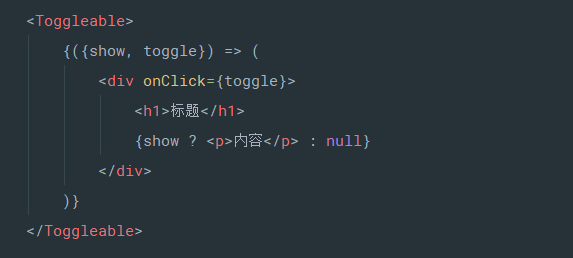 <Toggleable>
{({show, toggle}) => (
<div onClick={toggle}>
<h1>标题</h1>
{show ? <p>内容</p> : null}
</div>
)}
</Toggleable>